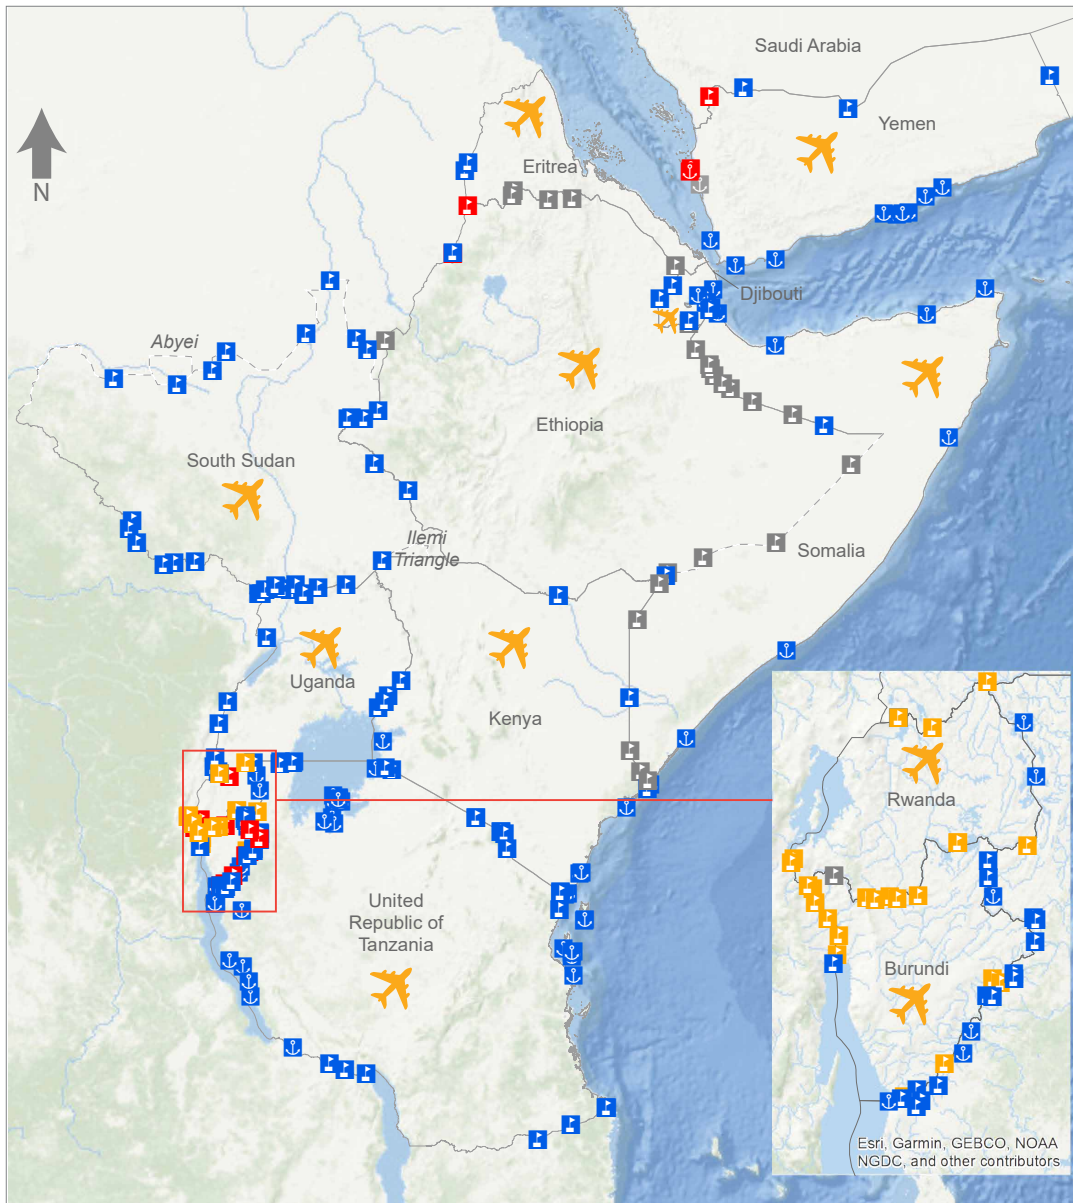 Saudi Arabia
Yemen
N
Eritrea
Djibouti
Abyei
Ethiopia
South Sudan
Ilemi
Triangle
Somalia
Uganda
Kenya
Rwanda
United
Republic of
Tanzania
Burundi
Esri, Garmin, GEBCO, NOAA
NGDC, and other contributors